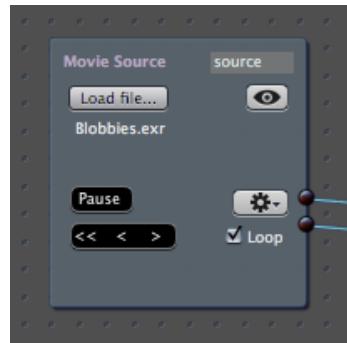 Movie Source source
Load file...
Blobbies.exr
Pause
<< < >
Loop